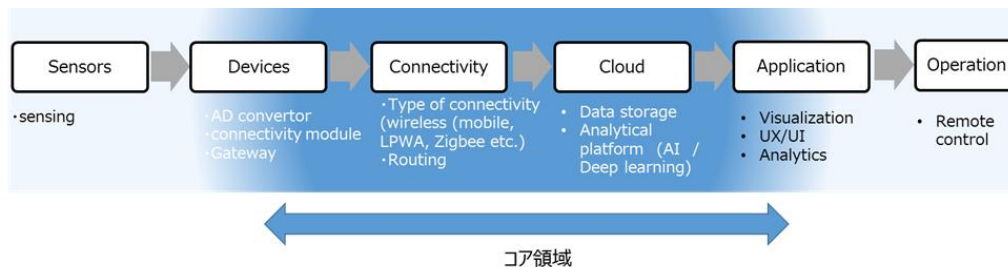 Sensors
Devices
Connectivity
Cloud
Application
Operation
・sensing
・AD convertor
・connectivity module
・Gateway
・Type of connectivity
(wireless (mobile,
LPWA, Zigbee etc.)
・Routing
• Data storage
• Analytical
platform (AI /
Deep learning)
• Visualization
• UX/UI
• Analytics
• Remote
control
コア領域